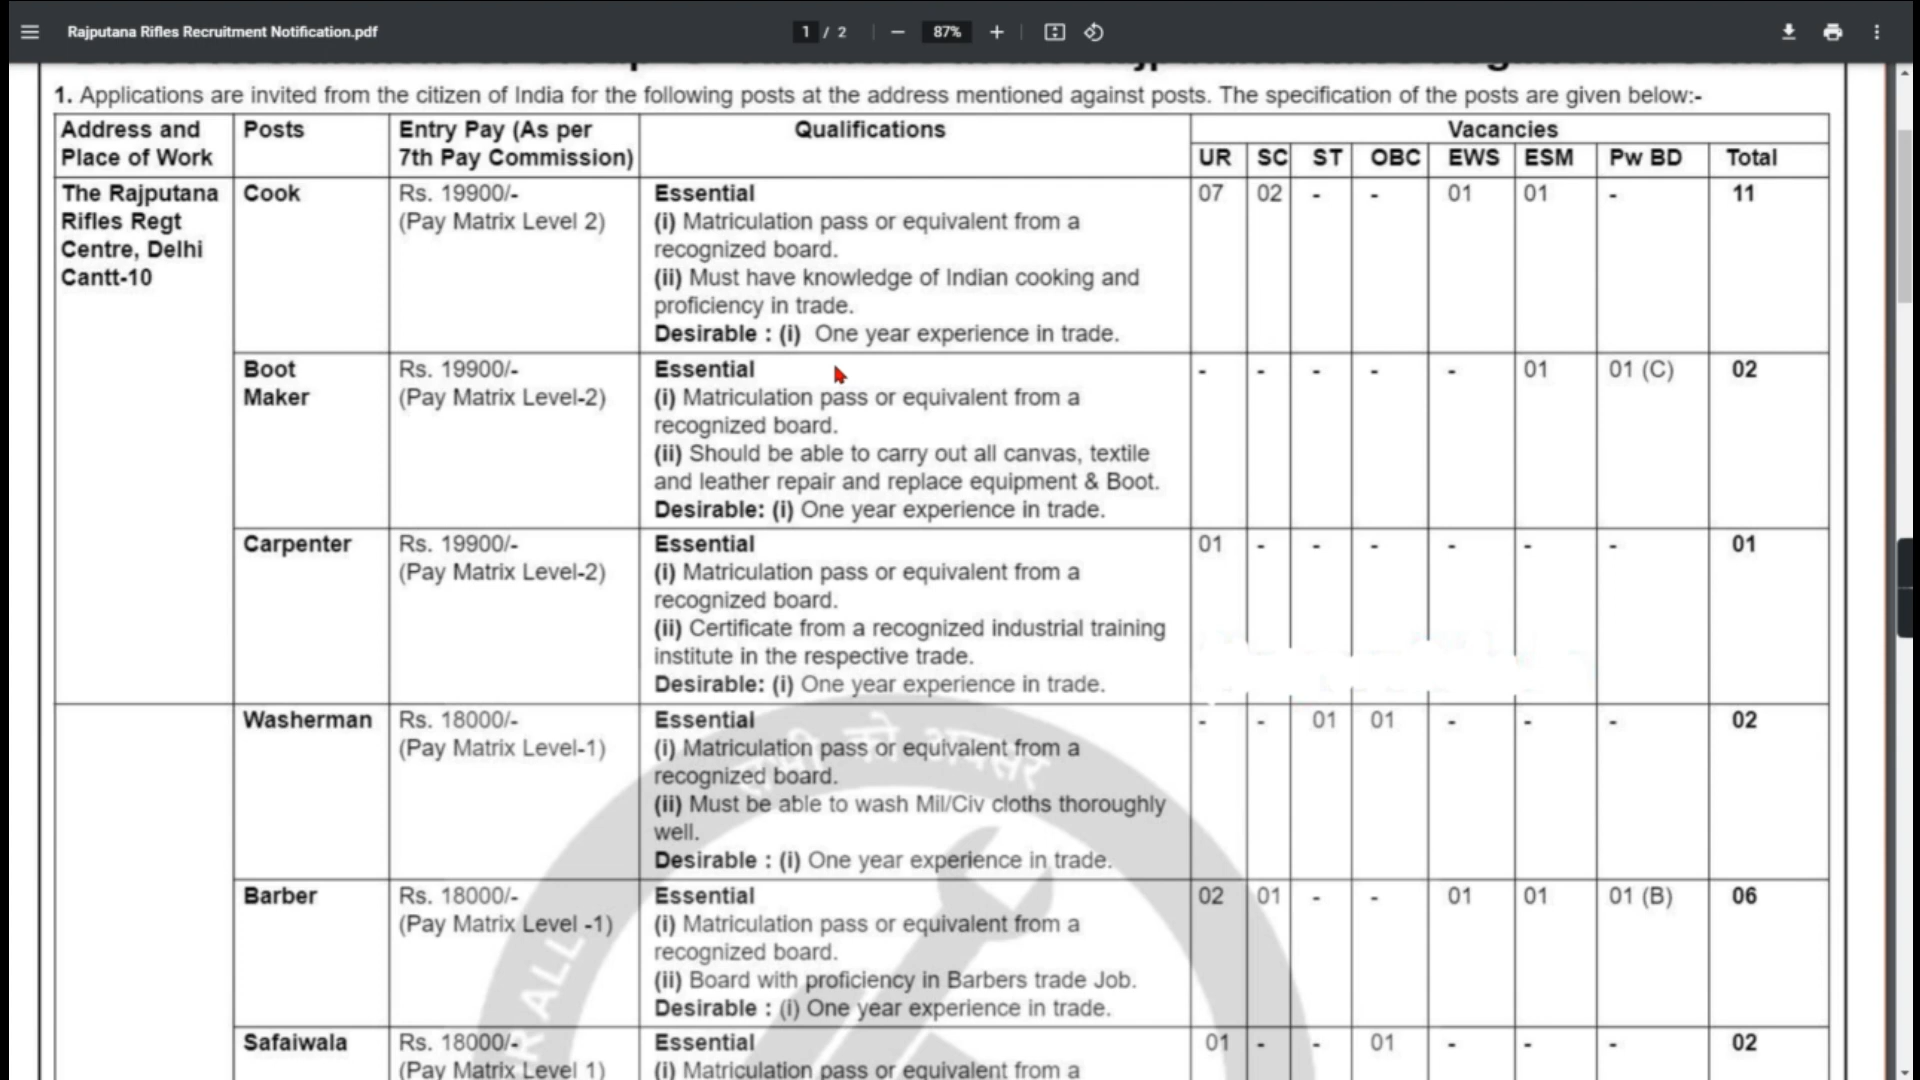 Rajputana Rifles Recruitment Notification.pdf
1 / 2
87%
1. Applications are invited from the citizen of India for the following posts at the address mentioned against posts. The specification of the posts are given below:-
Address and Place of Work
Posts
Entry Pay (As per 7th Pay Commission)
Qualifications
Vacancies
UR SC ST OBC EWS ESM Pw BD Total
The Rajputana
Rifles Regt
Centre, Delhi
Cantt-10
Cook
Rs. 19900/-
(Pay Matrix Level 2)
Essential
(i) Matriculation pass or equivalent from a
recognized board.
(ii) Must have knowledge of Indian cooking and
proficiency in trade.
Desirable : (i) One year experience in trade.
07 02 - - 01 01 - 11
Boot
Maker
Rs. 19900/-
(Pay Matrix Level-2)
Essential
(i) Matriculation pass or equivalent from a
recognized board.
(ii) Should be able to carry out all canvas, textile
and leather repair and replace equipment & Boot.
Desirable: (i) One year experience in trade.
- - - - - 01 01 (C) 02
Carpenter
Rs. 19900/-
(Pay Matrix Level-2)
Essential
(i) Matriculation pass or equivalent from a
recognized board.
(ii) Certificate from a recognized industrial training
institute in the respective trade.
Desirable: (i) One year experience in trade.
01 - - - - - - 01
Washerman
Rs. 18000/-
(Pay Matrix Level-1)
Essential
(i) Matriculation pass or equivalent from a
recognized board.
(ii) Must be able to wash Mil/Civ cloths thoroughly
well.
Desirable : (i) One year experience in trade.
- - 01 01 - - - 02
Barber
Rs. 18000/-
(Pay Matrix Level -1)
Essential
(i) Matriculation pass or equivalent from a
recognized board.
(ii) Board with proficiency in Barbers trade Job.
Desirable : (i) One year experience in trade.
02 01 - - 01 01 01 (B) 06
Safaiwala
Rs. 18000/-
(Pay Matrix Level 1)
Essential
(i) Matriculation pass or equivalent from a
01 - - 01 - - - 02
को अवसर
R ALL